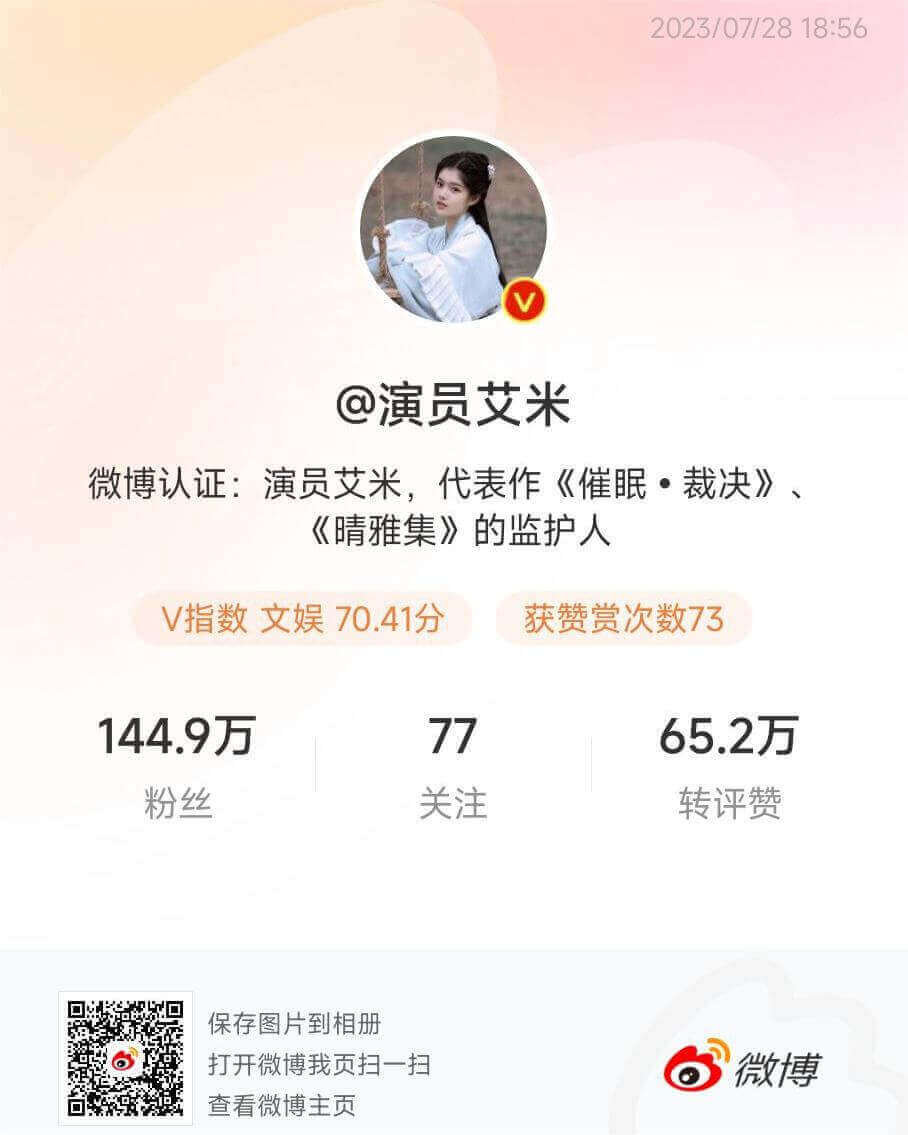 2023/07/28 18:56
V
@演员艾米
微博认证：演员艾米，代表作《催眠•裁决》、
《晴雅集》的监护人
V指数 文娱 70.41分
获赞赏次数73
144.9万
77
65.2万
粉丝
关注
转评赞
保存图片到相册
打开微博我页扫一扫
查看微博主页
微博